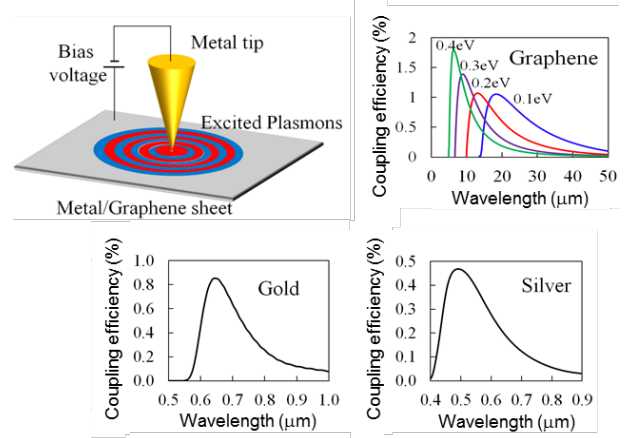 Bias
voltage
Metal tip
Excited Plasmons
Metal/Graphene sheet
Coupling efficiency (%)
2
1.5
1
0.5
0
0.4eV
0.3eV
0.2eV
0.1eV
Graphene
0 10 20 30 40 50
Wavelength (μm)
Coupling efficiency (%)
1.0
0.8
0.6
0.4
0.2
0.0
Gold
0.5 0.6 0.7 0.8 0.9 1.0
Wavelength (μm)
Coupling efficiency (%)
0.5
0.4
0.3
0.2
0.1
0.0
Silver
0.4 0.5 0.6 0.7 0.8 0.9
Wavelength (μm)